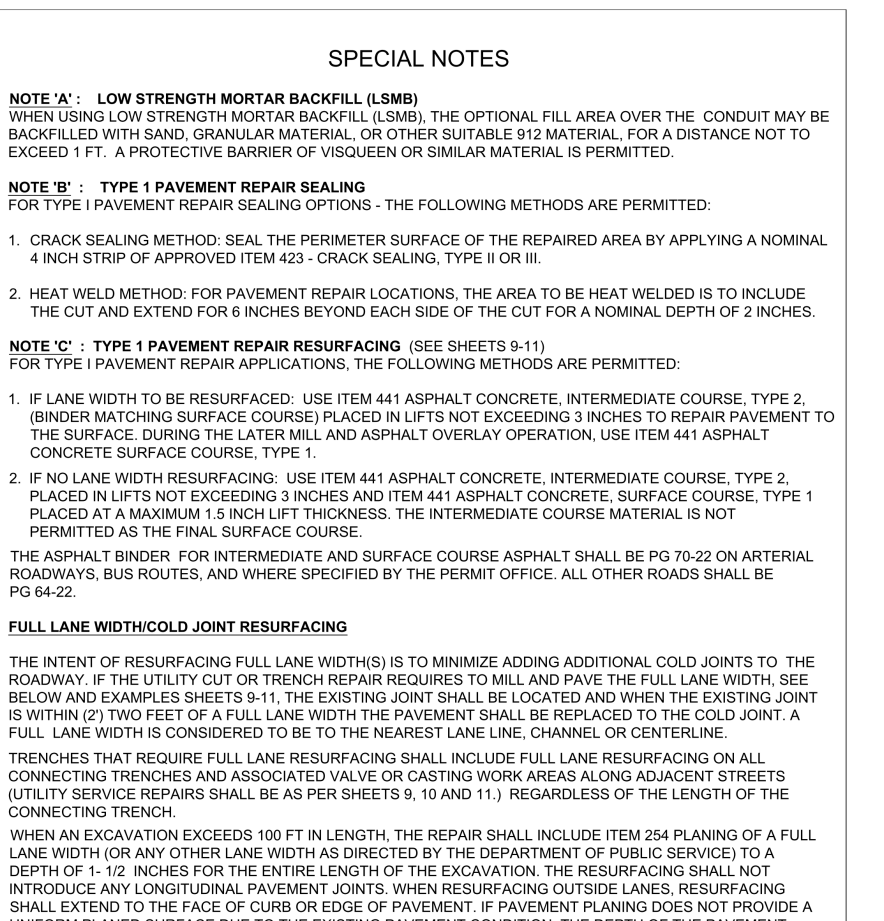 SPECIAL NOTES
NOTE 'A' : LOW STRENGTH MORTAR BACKFILL (LSMB)
WHEN USING LOW STRENGTH MORTAR BACKFILL (LSMB), THE OPTIONAL FILL AREA OVER THE CONDUIT MAY BE
BACKFILLED WITH SAND, GRANULAR MATERIAL, OR OTHER SUITABLE 912 MATERIAL, FOR A DISTANCE NOT TO
EXCEED 1 FT. A PROTECTIVE BARRIER OF VISQUEEN OR SIMILAR MATERIAL IS PERMITTED.
NOTE 'B' : TYPE 1 PAVEMENT REPAIR SEALING
FOR TYPE I PAVEMENT REPAIR SEALING OPTIONS - THE FOLLOWING METHODS ARE PERMITTED:
1. CRACK SEALING METHOD: SEAL THE PERIMETER SURFACE OF THE REPAIRED AREA BY APPLYING A NOMINAL
4 INCH STRIP OF APPROVED ITEM 423 - CRACK SEALING, TYPE II OR III.
2. HEAT WELD METHOD: FOR PAVEMENT REPAIR LOCATIONS, THE AREA TO BE HEAT WELDED IS TO INCLUDE
THE CUT AND EXTEND FOR 6 INCHES BEYOND EACH SIDE OF THE CUT FOR A NOMINAL DEPTH OF 2 INCHES.
NOTE 'C' : TYPE 1 PAVEMENT REPAIR RESURFACING (SEE SHEETS 9-11)
FOR TYPE I PAVEMENT REPAIR APPLICATIONS, THE FOLLOWING METHODS ARE PERMITTED:
1. IF LANE WIDTH TO BE RESURFACED: USE ITEM 441 ASPHALT CONCRETE, INTERMEDIATE COURSE, TYPE 2,
(BINDER MATCHING SURFACE COURSE) PLACED IN LIFTS NOT EXCEEDING 3 INCHES TO REPAIR PAVEMENT TO
THE SURFACE. DURING THE LATER MILL AND ASPHALT OVERLAY OPERATION, USE ITEM 441 ASPHALT
CONCRETE SURFACE COURSE, TYPE 1.
2. IF NO LANE WIDTH RESURFACING: USE ITEM 441 ASPHALT CONCRETE, INTERMEDIATE COURSE, TYPE 2,
PLACED IN LIFTS NOT EXCEEDING 3 INCHES AND ITEM 441 ASPHALT CONCRETE, SURFACE COURSE, TYPE 1
PLACED AT A MAXIMUM 1.5 INCH LIFT THICKNESS. THE INTERMEDIATE COURSE MATERIAL IS NOT
PERMITTED AS THE FINAL SURFACE COURSE.
THE ASPHALT BINDER FOR INTERMEDIATE AND SURFACE COURSE ASPHALT SHALL BE PG 70-22 ON ARTERIAL
ROADWAYS, BUS ROUTES, AND WHERE SPECIFIED BY THE PERMIT OFFICE. ALL OTHER ROADS SHALL BE
PG 64-22.
FULL LANE WIDTH/COLD JOINT RESURFACING
THE INTENT OF RESURFACING FULL LANE WIDTH(S) IS TO MINIMIZE ADDING ADDITIONAL COLD JOINTS TO THE
ROADWAY. IF THE UTILITY CUT OR TRENCH REPAIR REQUIRES TO MILL AND PAVE THE FULL LANE WIDTH, SEE
BELOW AND EXAMPLES SHEETS 9-11, THE EXISTING JOINT SHALL BE LOCATED AND WHEN THE EXISTING JOINT
IS WITHIN (2') TWO FEET OF A FULL LANE WIDTH THE PAVEMENT SHALL BE REPLACED TO THE COLD JOINT. A
FULL LANE WIDTH IS CONSIDERED TO BE TO THE NEAREST LANE LINE, CHANNEL OR CENTERLINE.
TRENCHES THAT REQUIRE FULL LANE RESURFACING SHALL INCLUDE FULL LANE RESURFACING ON ALL
CONNECTING TRENCHES AND ASSOCIATED VALVE OR CASTING WORK AREAS ALONG ADJACENT STREETS
(UTILITY SERVICE REPAIRS SHALL BE AS PER SHEETS 9, 10 AND 11.) REGARDLESS OF THE LENGTH OF THE
CONNECTING TRENCH.
WHEN AN EXCAVATION EXCEEDS 100 FT IN LENGTH, THE REPAIR SHALL INCLUDE ITEM 254 PLANING OF A FULL
LANE WIDTH (OR ANY OTHER LANE WIDTH AS DIRECTED BY THE DEPARTMENT OF PUBLIC SERVICE) TO A
DEPTH OF 1- 1/2 INCHES FOR THE ENTIRE LENGTH OF THE EXCAVATION. THE RESURFACING SHALL NOT
INTRODUCE ANY LONGITUDINAL PAVEMENT JOINTS. WHEN RESURFACING OUTSIDE LANES, RESURFACING
SHALL EXTEND TO THE FACE OF CURB OR EDGE OF PAVEMENT. IF PAVEMENT PLANING DOES NOT PROVIDE A
UNIFORM PLANED SURFACE DUE TO THE EXISTING PAVEMENT CONDITION, THE DEPTH OF THE PAVEMENT